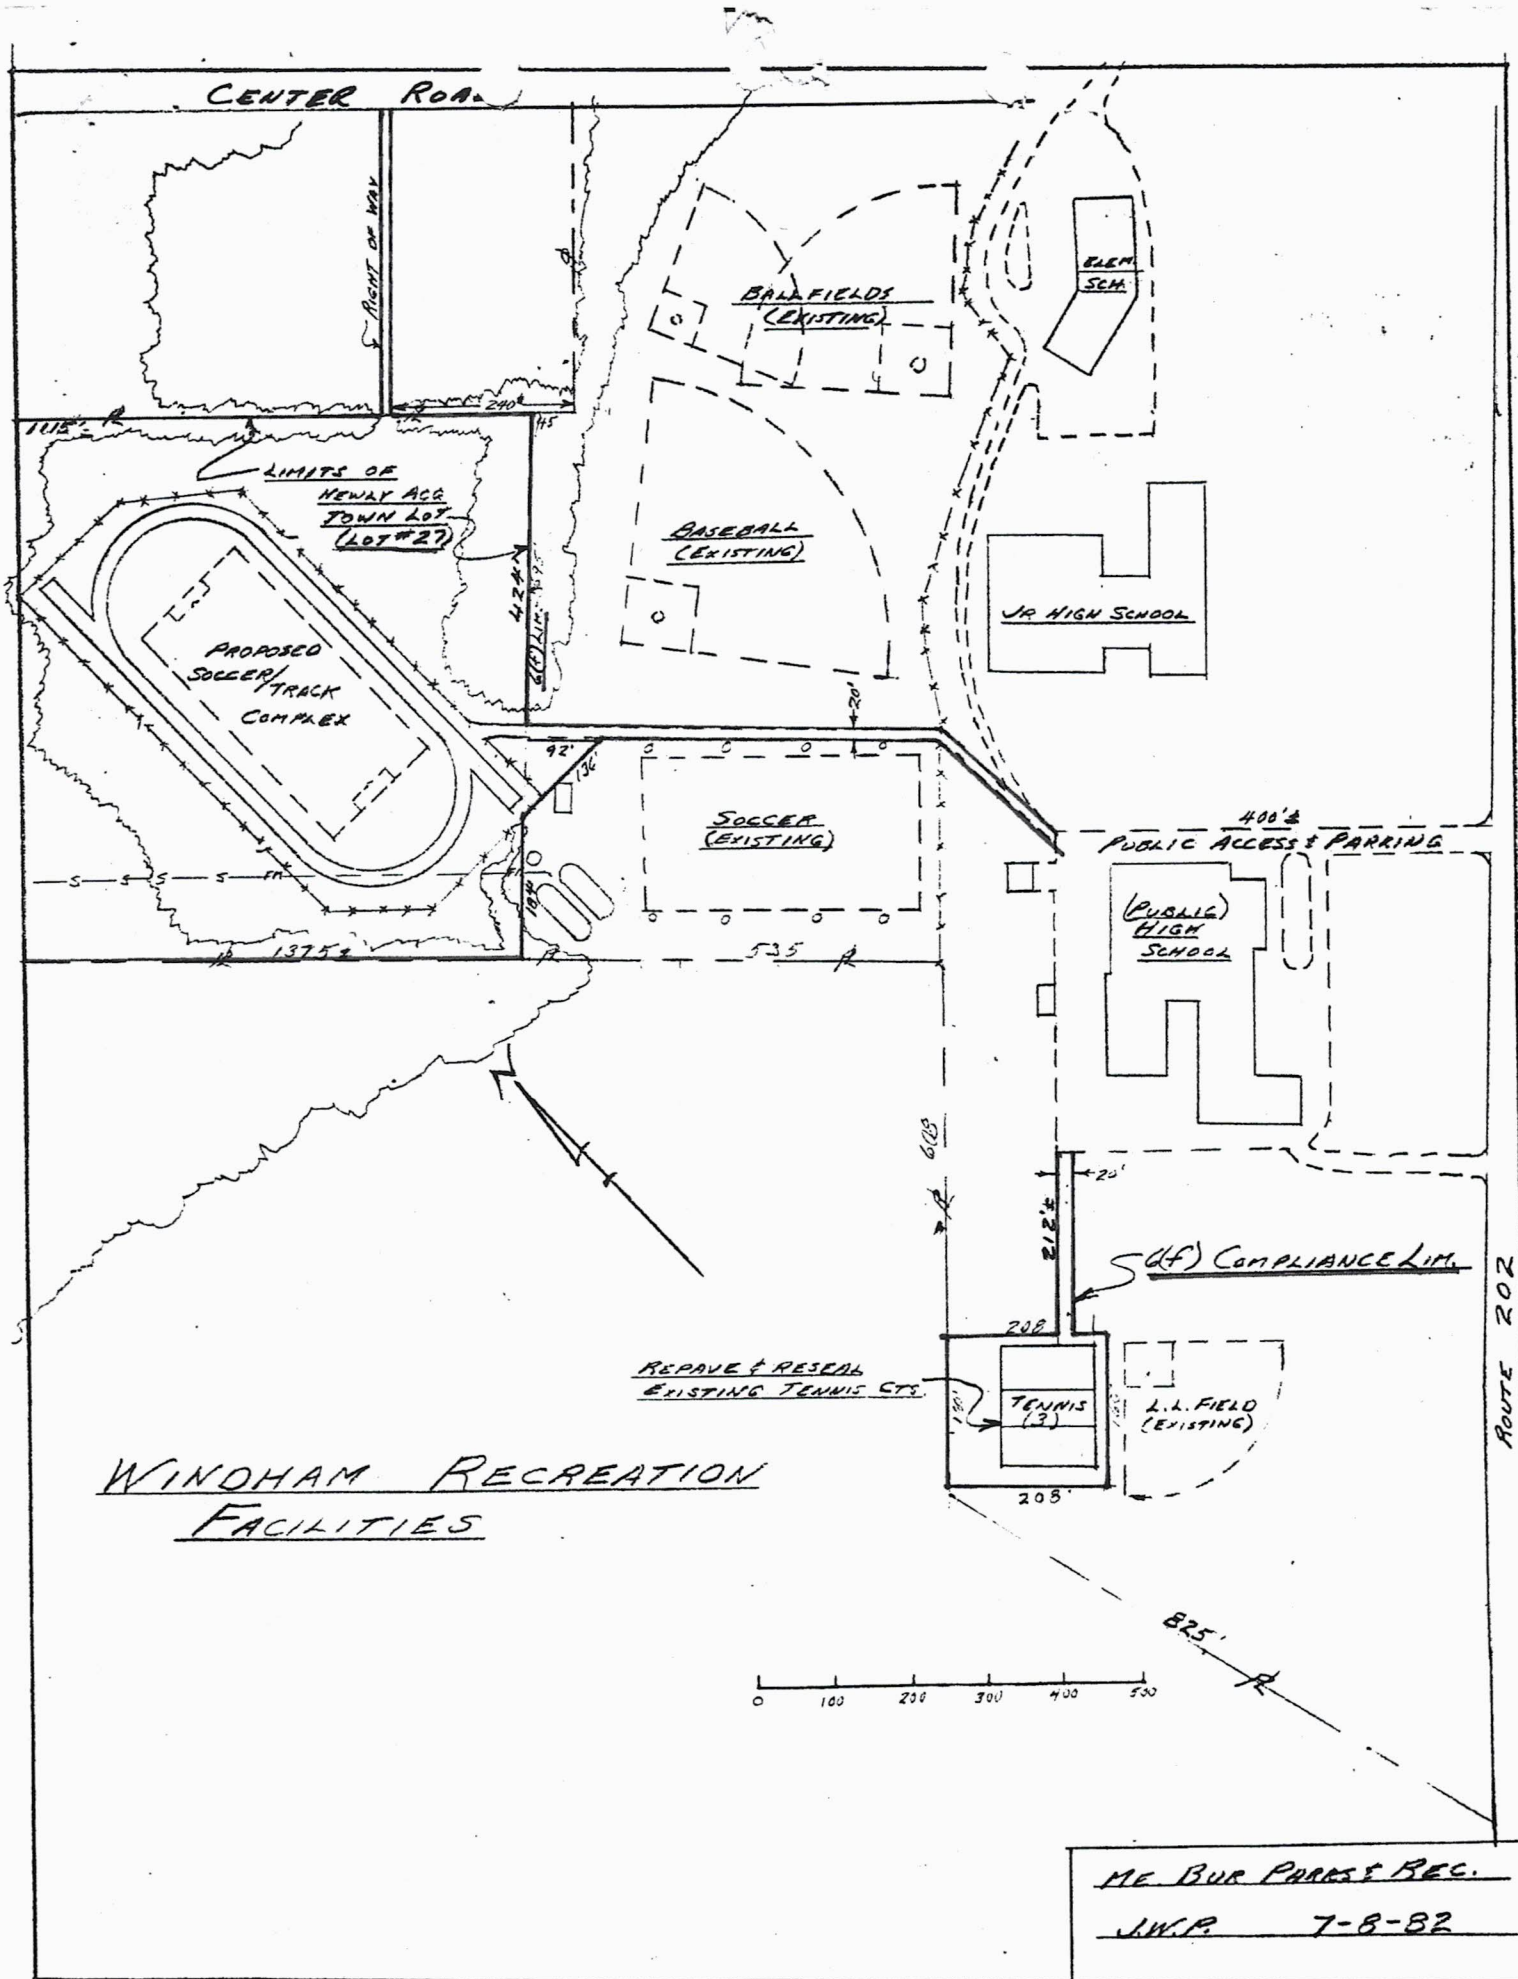 CENTER ROA
RIGHT OF WAY
240'
45
1115'±
LIMITS OF
NEWLY ACQ
TOWN LOT
(LOT #27)
424'
6(f) LIM.
BALLFIELDS
(EXISTING)
ELEM
SCH.
BASEBALL
(EXISTING)
JR HIGH SCHOOL
PROPOSED
SOCCER/
TRACK
COMPLEX
20'
92'
136'
SOCCER
(EXISTING)
400'±
PUBLIC ACCESS & PARKING
S S S S FM
184'
1375±
535
(PUBLIC)
HIGH
SCHOOL
N
20'
212'±
6(f) COMPLIANCE LIM.
ROUTE 202
208
REPAVE & RESEAL
EXISTING TENNIS CTS.
TENNIS
(3)
L.L. FIELD
(EXISTING)
208'
WINDHAM RECREATION
FACILITIES
825'
0 100 200 300 400 500
ME. BUR PARKS & REC.
J.W.P. 7-8-82